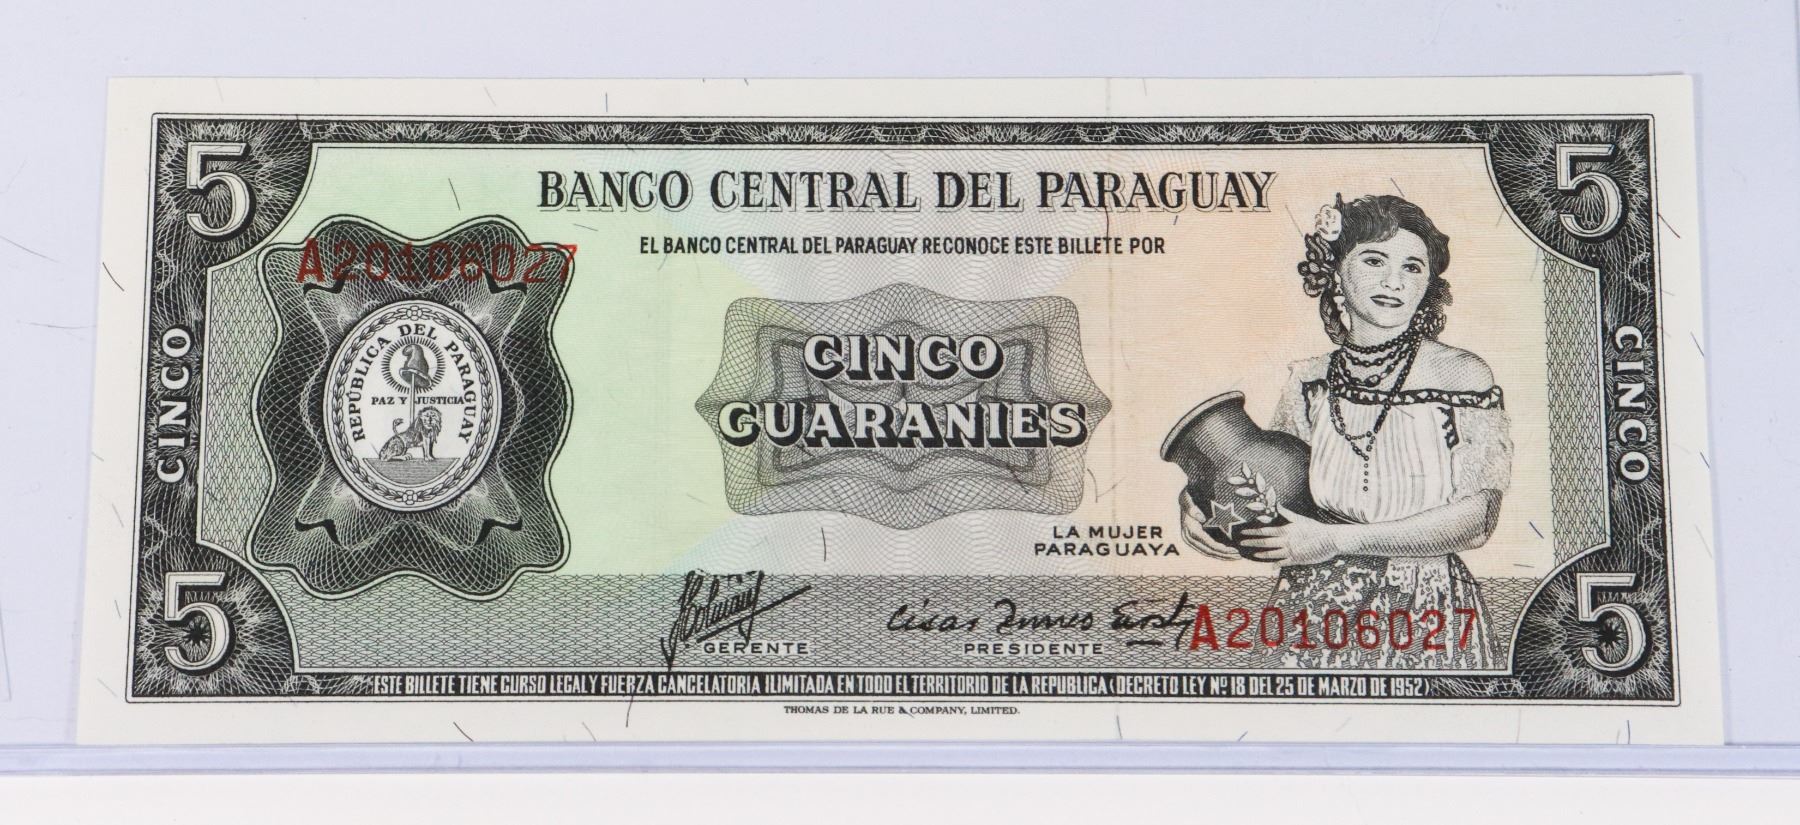 5
5
BANCO CENTRAL DEL PARAGUAY
EL BANCO CENTRAL DEL PARAGUAY RECONOCE ESTE BILLETE POR
A20106027
REPÚBLICA DEL PARAGUAY
PAZ Y JUSTICIA
CINCO
CINCO
GUARANIES
CINCO
LA MUJER
PARAGUAYA
5
GERENTE
PRESIDENTE
A20106027
5
ESTE BILLETE TIENE CURSO LEGAL Y FUERZA CANCELATORIA ILIMITADA EN TODO EL TERRITORIO DE LA REPUBLICA (DECRETO LEY Nº 18 DEL 25 DE MARZO DE 1952)
THOMAS DE LA RUE & COMPANY, LIMITED.